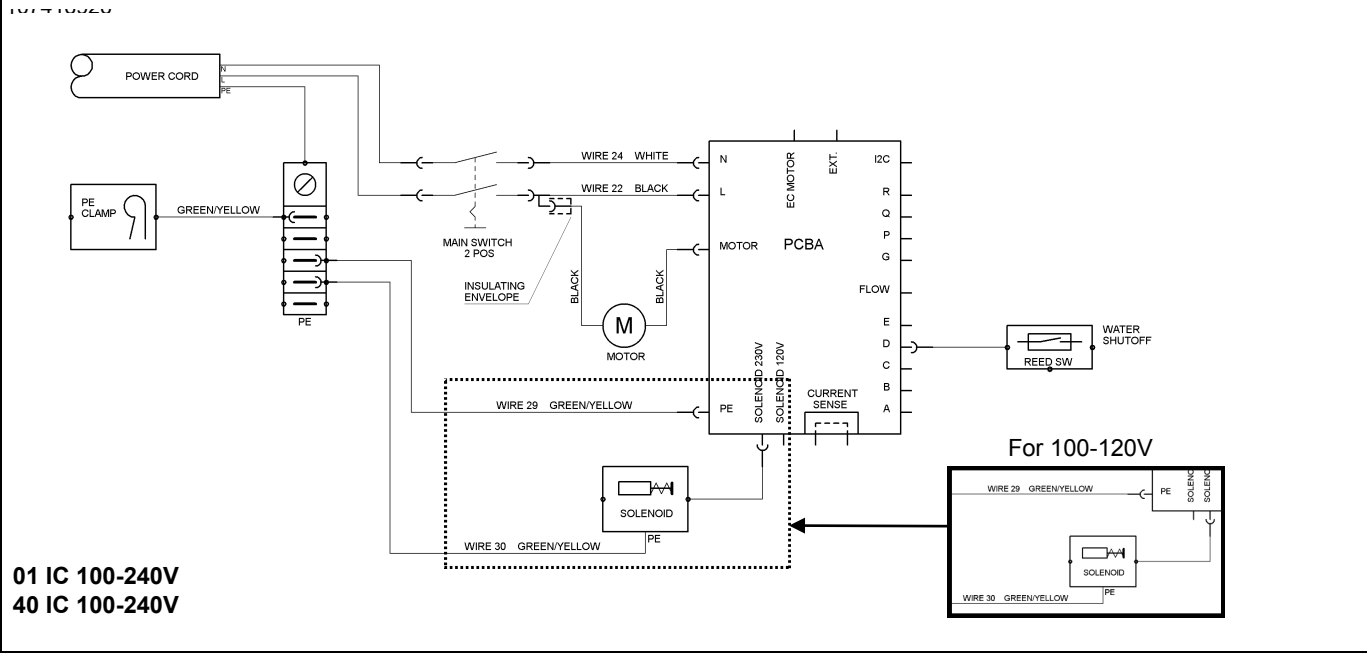 POWER CORD
N
L
PE
PE
CLAMP
GREEN/YELLOW
PE
WIRE 24 WHITE
WIRE 22 BLACK
MAIN SWITCH
2 POS
INSULATING
ENVELOPE
BLACK
BLACK
M
MOTOR
N
L
MOTOR
PCBA
EC MOTOR
EXT.
I2C
R
Q
P
G
FLOW
E
D
C
B
A
WATER
SHUTOFF
REED SW
SOLENOID 230V
SOLENOID 120V
CURRENT
SENSE
WIRE 29 GREEN/YELLOW
PE
SOLENOID
PE
WIRE 30 GREEN/YELLOW
For 100-120V
WIRE 29 GREEN/YELLOW
PE
SOLENO
SOLENO
SOLENOID
PE
WIRE 30 GREEN/YELLOW
01 IC 100-240V
40 IC 100-240V